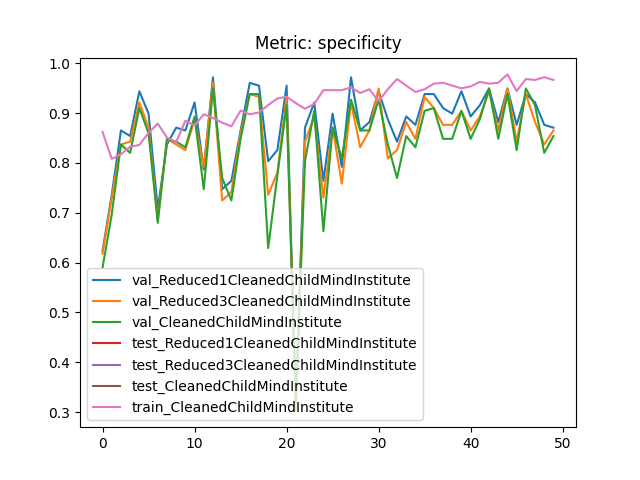 Metric: specificity
1.0
0.9
0.8
0.7
0.6
0.5
0.4
0.3
val_Reduced1CleanedChildMindInstitute
val_Reduced3CleanedChildMindInstitute
val_CleanedChildMindInstitute
test_Reduced1CleanedChildMindInstitute
test_Reduced3CleanedChildMindInstitute
test_CleanedChildMindInstitute
train_CleanedChildMindInstitute
0 10 20 30 40 50